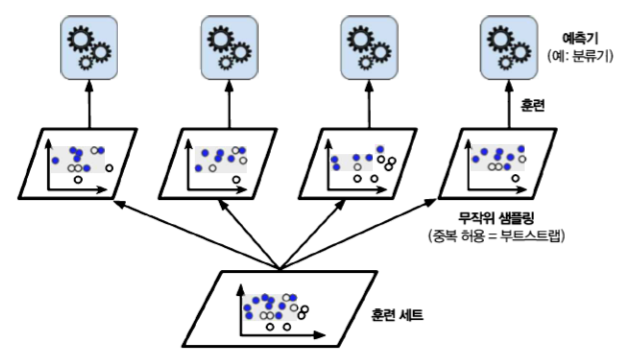 예측기
(예: 분류기)
훈련
무작위 샘플링
(중복 허용 = 부트스트랩)
훈련 세트